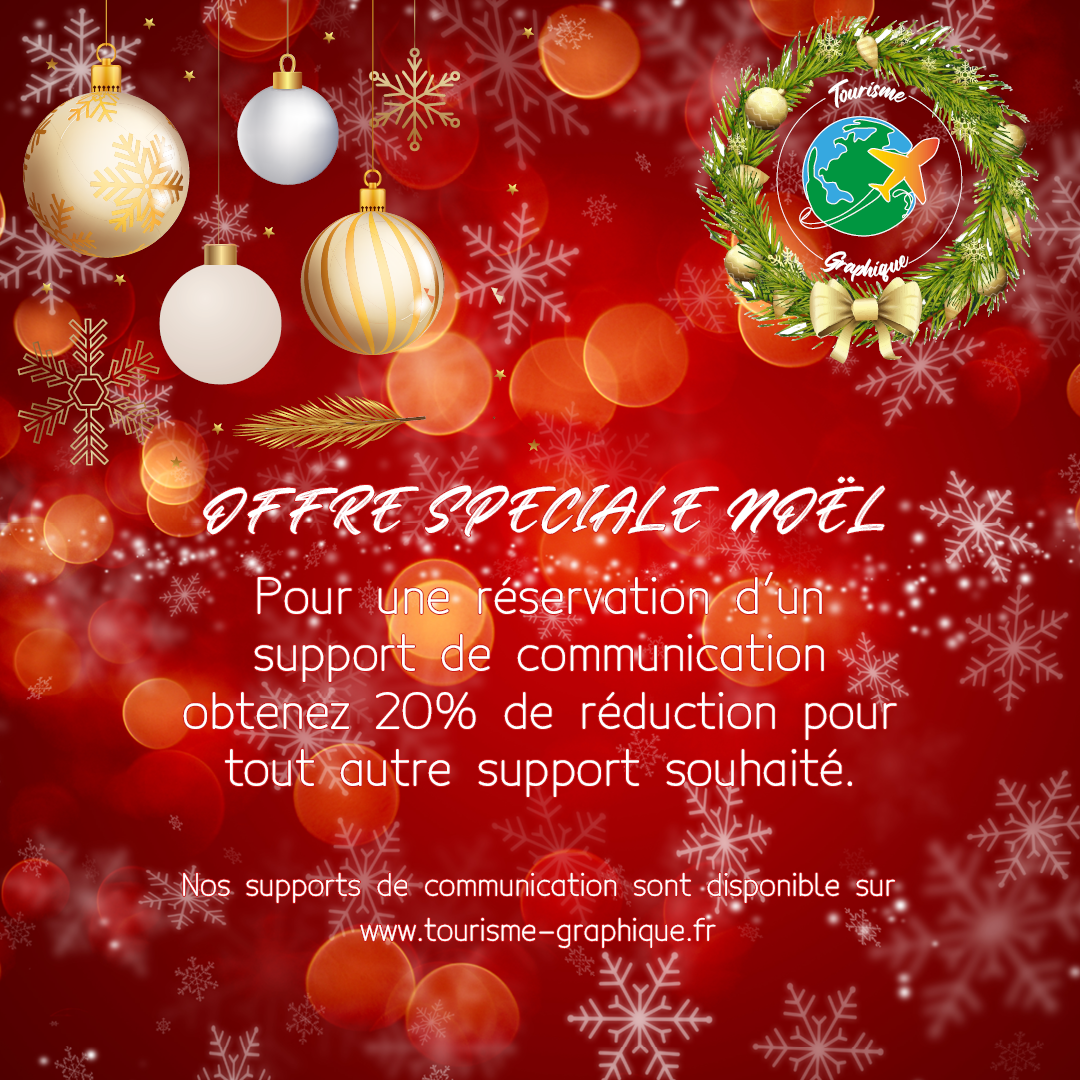 Tourisme
Graphique
OFFRE SPECIALE NOËL
Pour une réservation d'un
support de communication
obtenez 20% de réduction pour
tout autre support souhaité.
Nos supports de communication sont disponible sur
www.tourisme-graphique.fr